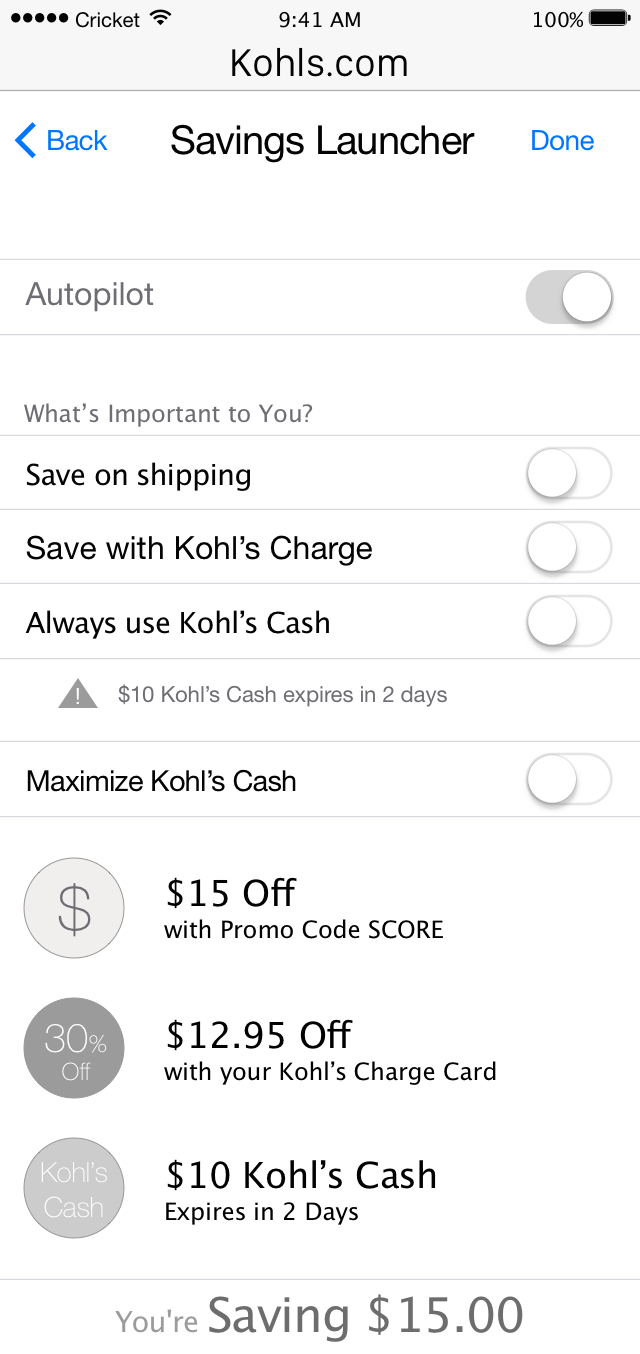 ●●●●● Cricket 9:41 AM 100%
Kohls.com
Back Savings Launcher Done
Autopilot
What’s Important to You?
Save on shipping
Save with Kohl’s Charge
Always use Kohl’s Cash
! $10 Kohl’s Cash expires in 2 days
Maximize Kohl’s Cash
$
$15 Off
with Promo Code SCORE
30%
Off
$12.95 Off
with your Kohl’s Charge Card
Kohl’s
Cash
$10 Kohl’s Cash
Expires in 2 Days
You're Saving $15.00